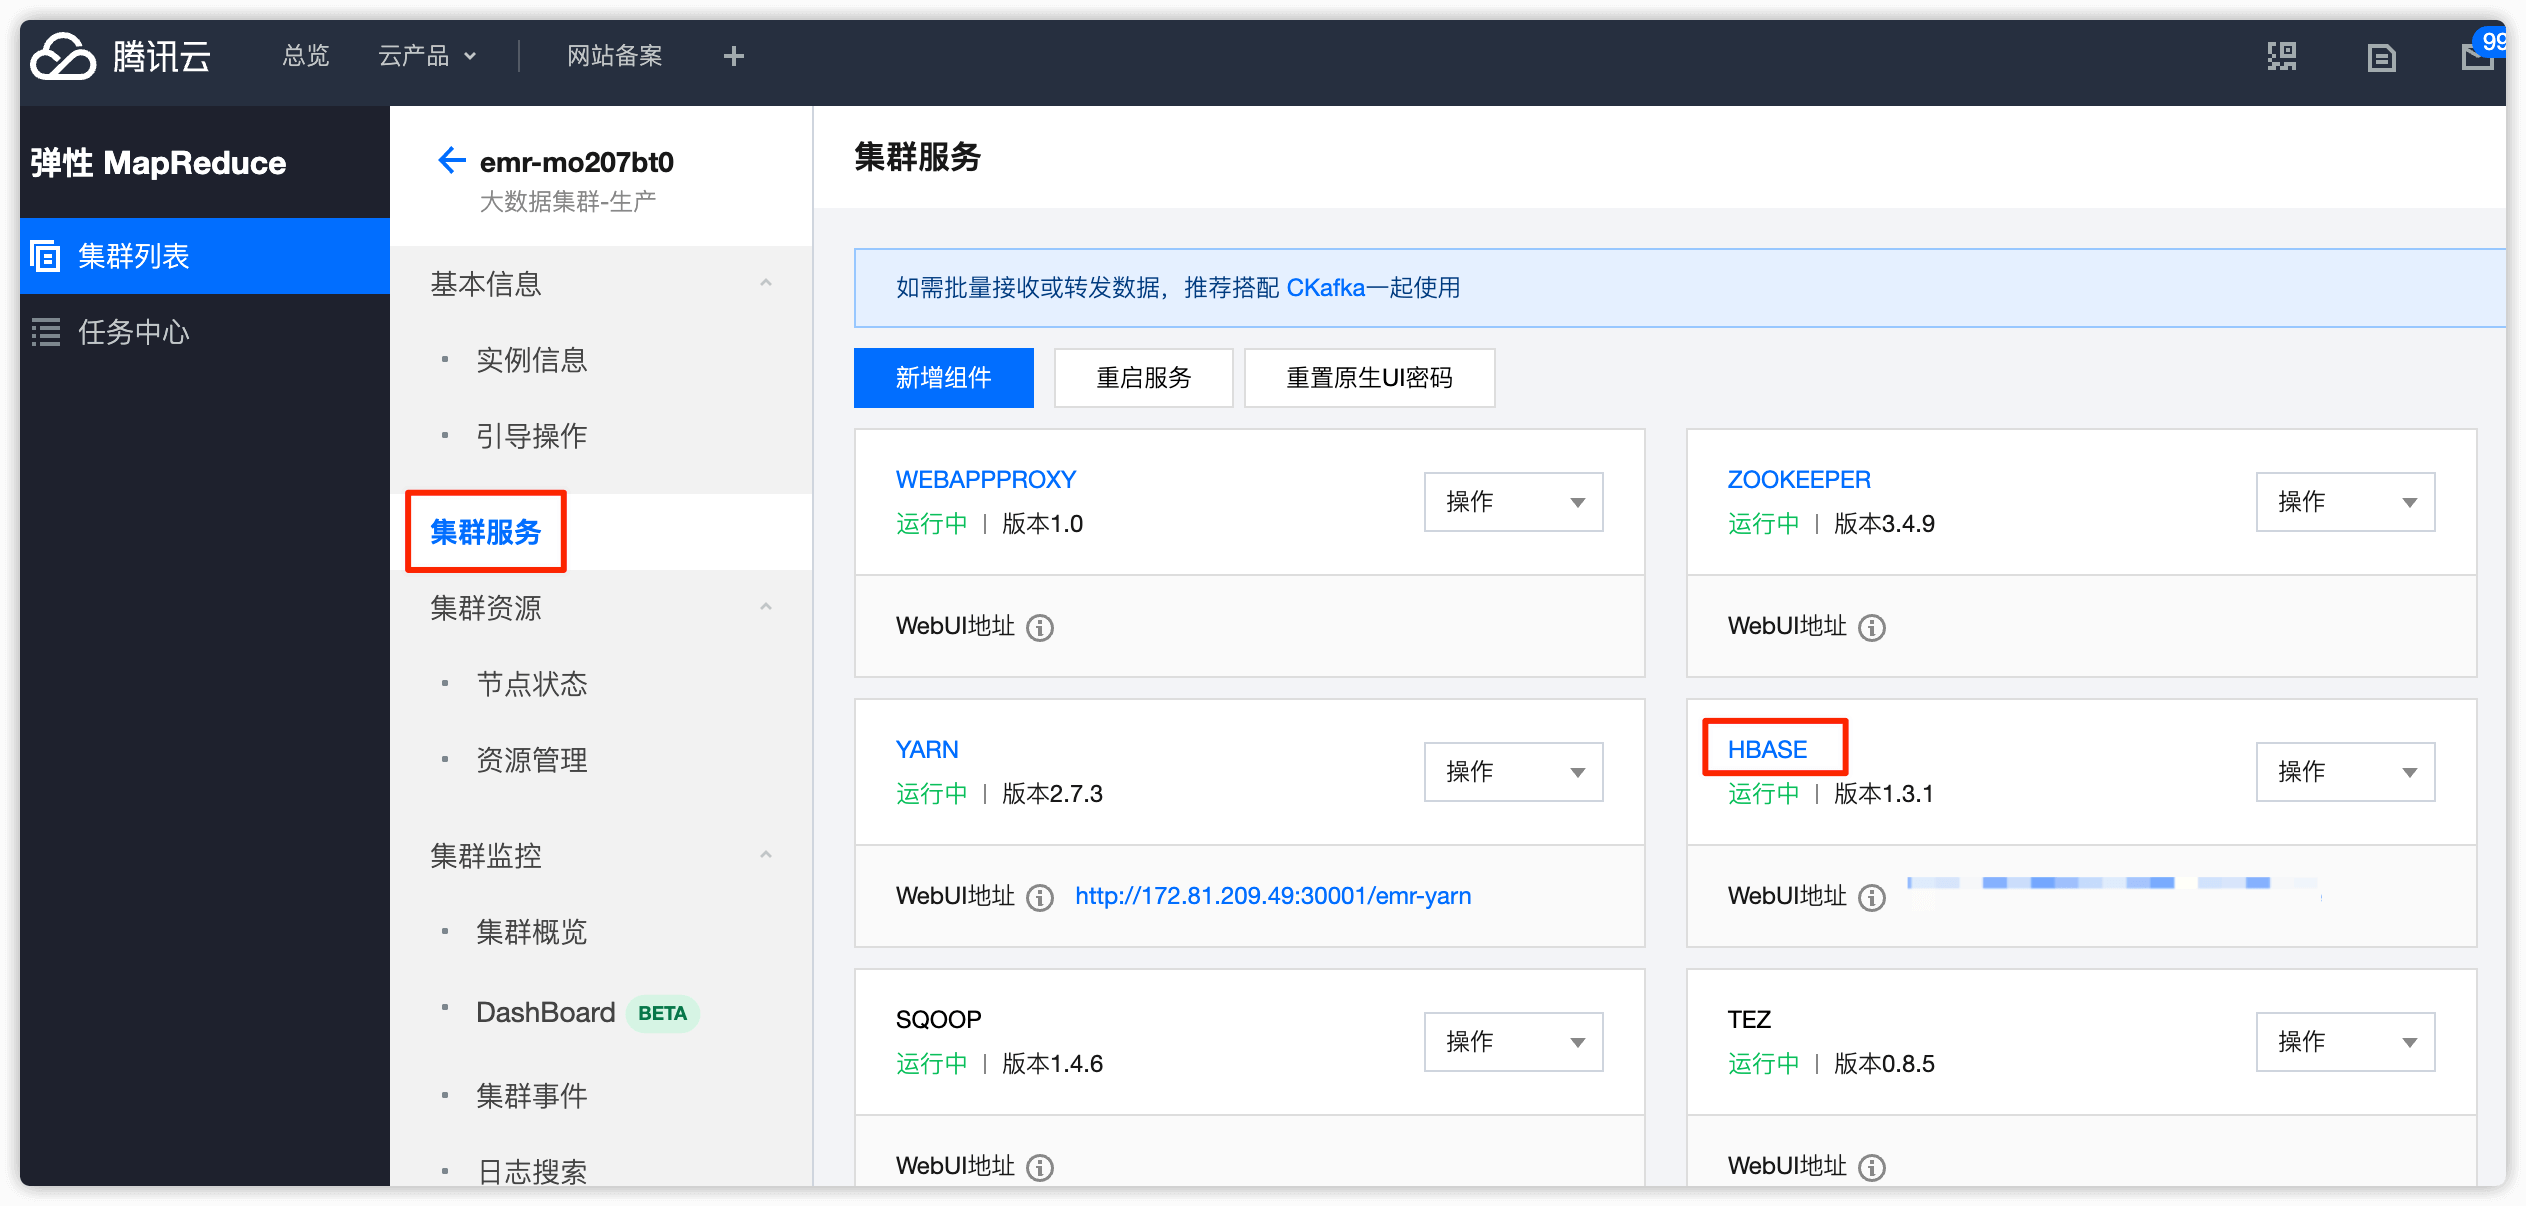 腾讯云 总览 云产品 网站备案 99
弹性 MapReduce
集群列表
任务中心
emr-mo207bt0
大数据集群-生产
基本信息
实例信息
引导操作
集群服务
集群资源
节点状态
资源管理
集群监控
集群概览
DashBoard BETA
集群事件
日志搜索
集群服务
如需批量接收或转发数据，推荐搭配 CKafka一起使用
新增组件 重启服务 重置原生UI密码
WEBAPPPROXY
运行中 | 版本1.0
操作
WebUI地址
ZOOKEEPER
运行中 | 版本3.4.9
操作
WebUI地址
YARN
运行中 | 版本2.7.3
操作
WebUI地址 http://172.81.209.49:30001/emr-yarn
HBASE
运行中 | 版本1.3.1
操作
WebUI地址
SQOOP
运行中 | 版本1.4.6
操作
WebUI地址
TEZ
运行中 | 版本0.8.5
操作
WebUI地址